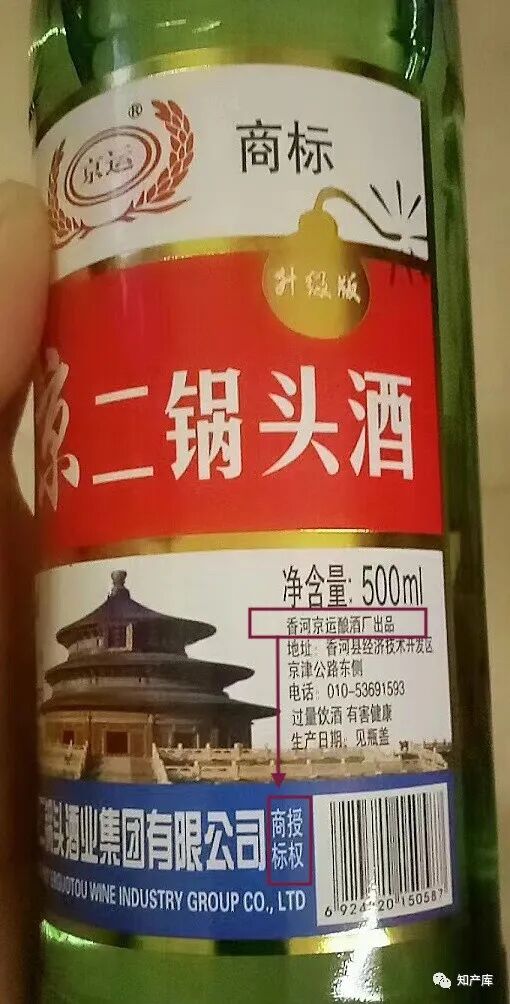 ®
京运
商标
升级版
京二锅头酒
净含量:500ml
香河京运酿酒厂出品
地址:香河县经济技术开发区
京津公路东侧
电话:010-53691593
过量饮酒 有害健康
生产日期:见瓶盖
头酒业集团有限公司
商标
授权
GUOTOU WINE INDUSTRY GROUP CO., LTD
知产库